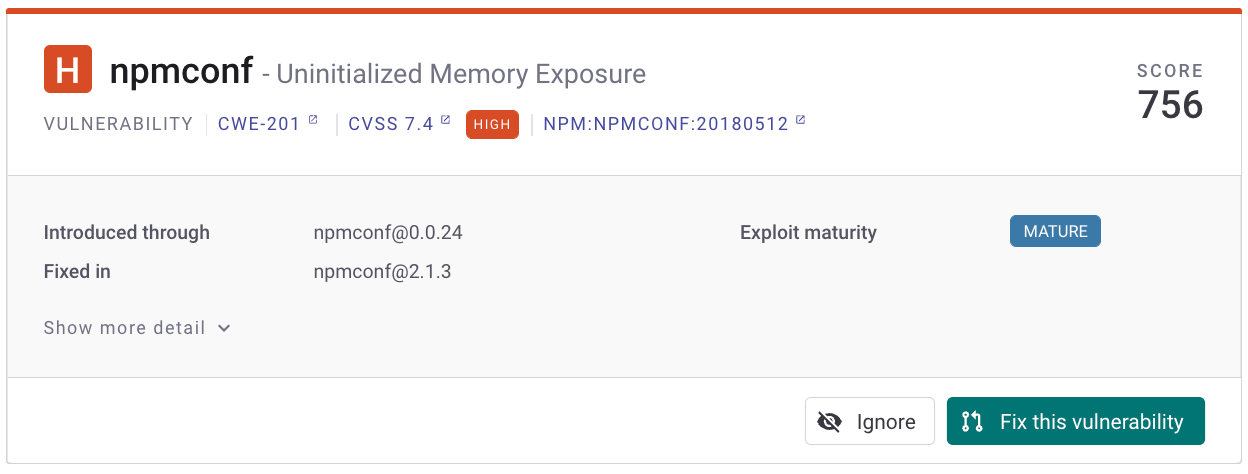 H npmconf - Uninitialized Memory Exposure
SCORE
756
VULNERABILITY CWE-201 CVSS 7.4 HIGH NPM:NPMCONF:20180512
Introduced through npmconf@0.0.24 Exploit maturity MATURE
Fixed in npmconf@2.1.3
Show more detail
Ignore Fix this vulnerability